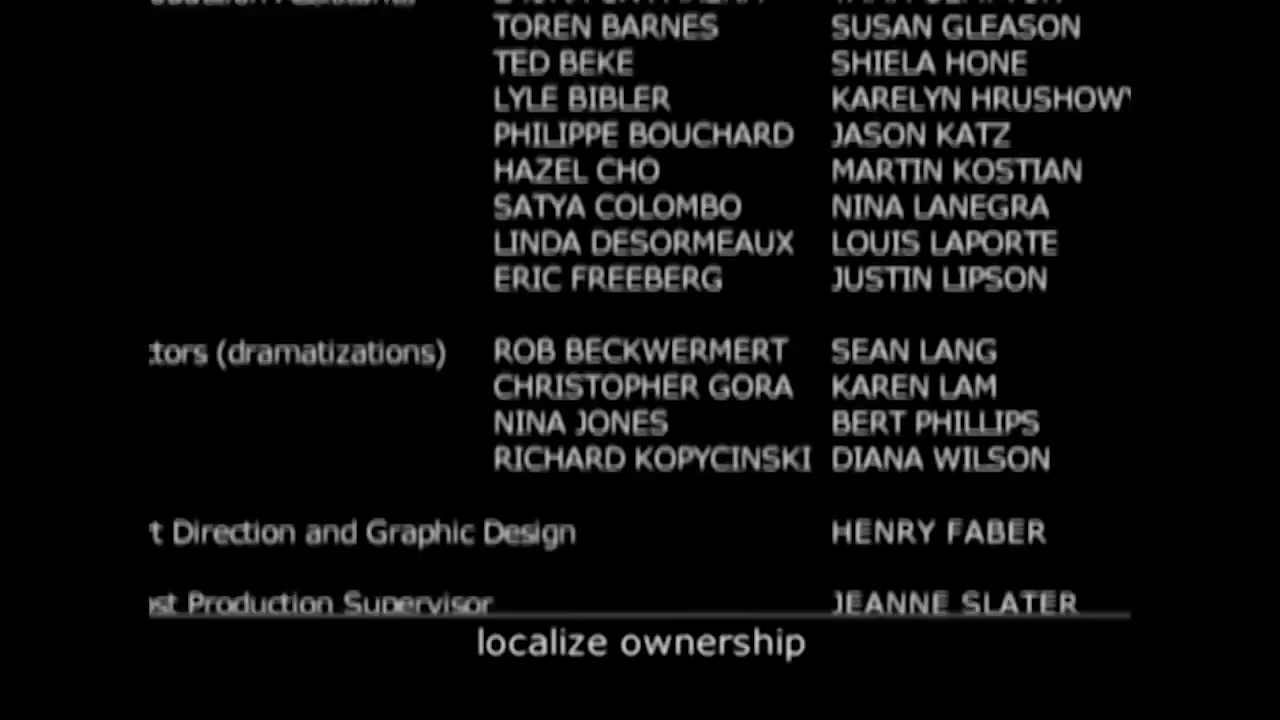 TOREN BARNES SUSAN GLEASON
TED BEKE SHIELA HONE
LYLE BIBLER KARELYN HRUSHOWY
PHILIPPE BOUCHARD JASON KATZ
HAZEL CHO MARTIN KOSTIAN
SATYA COLOMBO NINA LANEGRA
LINDA DESORMEAUX LOUIS LAPORTE
ERIC FREEBERG JUSTIN LIPSON
tors (dramatizations) ROB BECKWERMERT SEAN LANG
CHRISTOPHER GORA KAREN LAM
NINA JONES BERT PHILLIPS
RICHARD KOPYCINSKI DIANA WILSON
t Direction and Graphic Design HENRY FABER
st Production Supervisor JEANNE SLATER
localize ownership